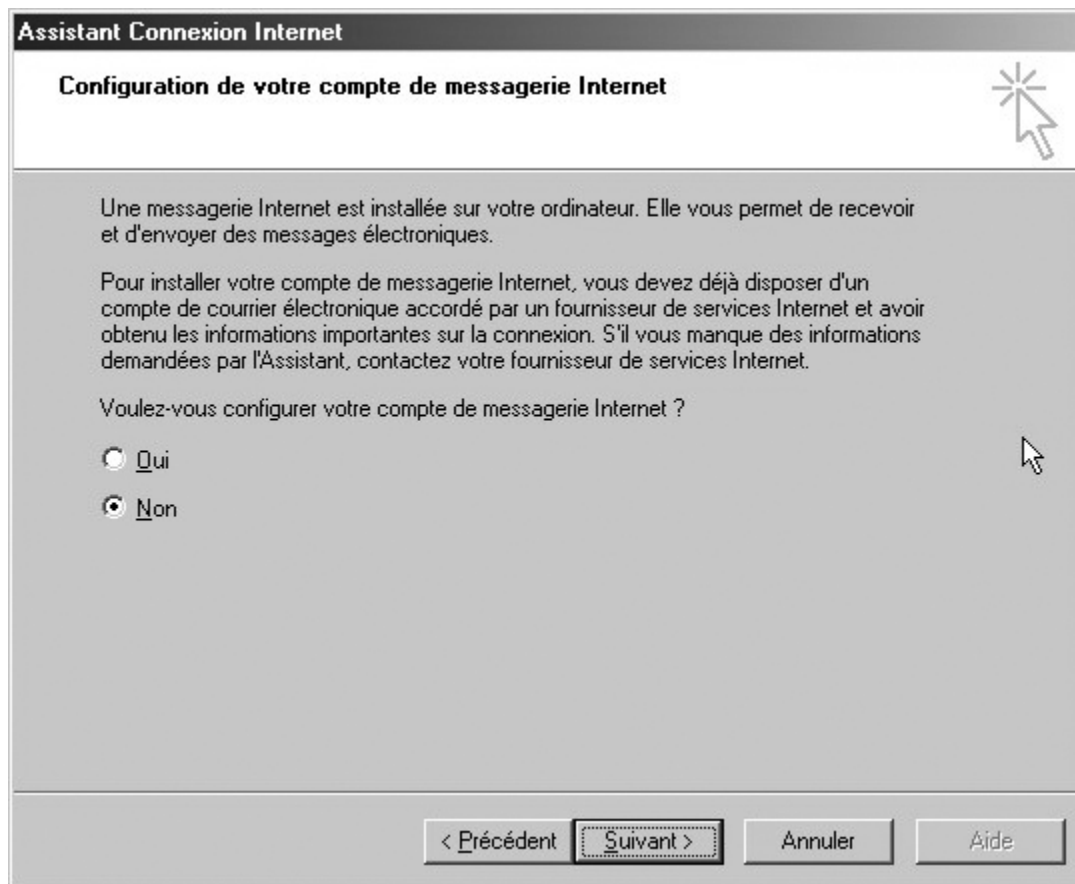 Assistant Connexion Internet
Configuration de votre compte de messagerie Internet
Une messagerie Internet est installée sur votre ordinateur. Elle vous permet de recevoir
et d'envoyer des messages électroniques.
Pour installer votre compte de messagerie Internet, vous devez déjà disposer d'un
compte de courrier électronique accordé par un fournisseur de services Internet et avoir
obtenu les informations importantes sur la connexion. S'il vous manque des informations
demandées par l'Assistant, contactez votre fournisseur de services Internet.
Voulez-vous configurer votre compte de messagerie Internet ?
Oui
Non
< Précédent Suivant > Annuler Aide